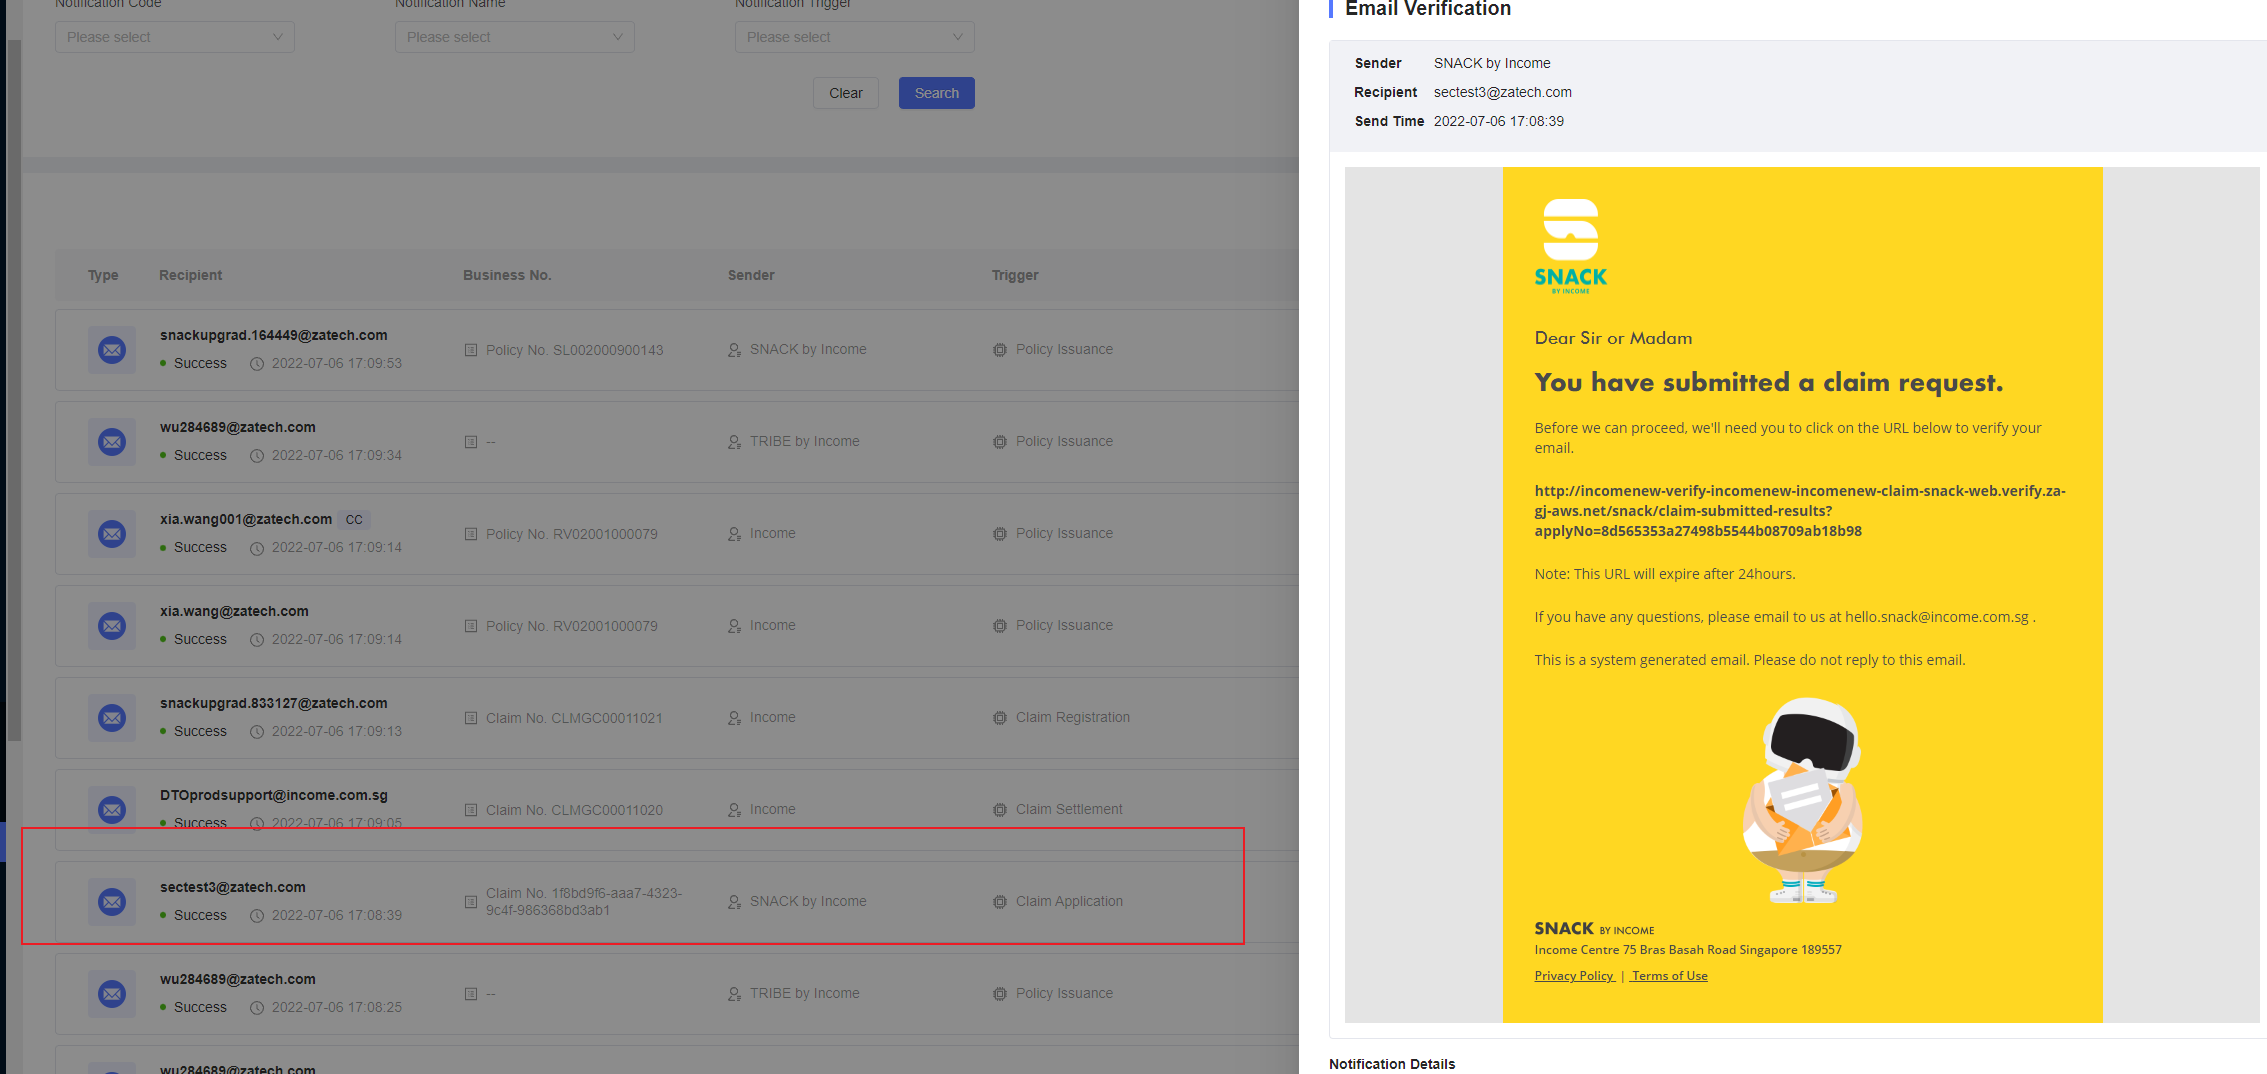 Notification Code
Notification Name
Notification Trigger
Please select
Please select
Please select
Clear
Search
Type
Recipient
Business No.
Sender
Trigger
snackupgrad.164449@zatech.com
Success
2022-07-06 17:09:53
Policy No. SL002000900143
SNACK by Income
Policy Issuance
wu284689@zatech.com
Success
2022-07-06 17:09:34
--
TRIBE by Income
Policy Issuance
xia.wang001@zatech.com
CC
Success
2022-07-06 17:09:14
Policy No. RV02001000079
Income
Policy Issuance
xia.wang@zatech.com
Success
2022-07-06 17:09:14
Policy No. RV02001000079
Income
Policy Issuance
snackupgrad.833127@zatech.com
Success
2022-07-06 17:09:13
Claim No. CLMGC00011021
Income
Claim Registration
DTOprodsupport@income.com.sg
Success
2022-07-06 17:09:05
Claim No. CLMGC00011020
Income
Claim Settlement
sectest3@zatech.com
Success
2022-07-06 17:08:39
Claim No. 1f8bd9f6-aaa7-4323-
9c4f-986368bd3ab1
SNACK by Income
Claim Application
wu284689@zatech.com
Success
2022-07-06 17:08:25
--
TRIBE by Income
Policy Issuance
wu284689@zatech.com
Email Verification
Sender SNACK by Income
Recipient sectest3@zatech.com
Send Time 2022-07-06 17:08:39
SNACK
BY INCOME
Dear Sir or Madam
You have submitted a claim request.
Before we can proceed, we'll need you to click on the URL below to verify your
email.
http://incomenew-verify-incomenew-incomenew-claim-snack-web.verify.za-
gj-aws.net/snack/claim-submitted-results?
applyNo=8d565353a27498b5544b08709ab18b98
Note: This URL will expire after 24hours.
If you have any questions, please email to us at hello.snack@income.com.sg .
This is a system generated email. Please do not reply to this email.
SNACK BY INCOME
Income Centre 75 Bras Basah Road Singapore 189557
Privacy Policy | Terms of Use
Notification Details